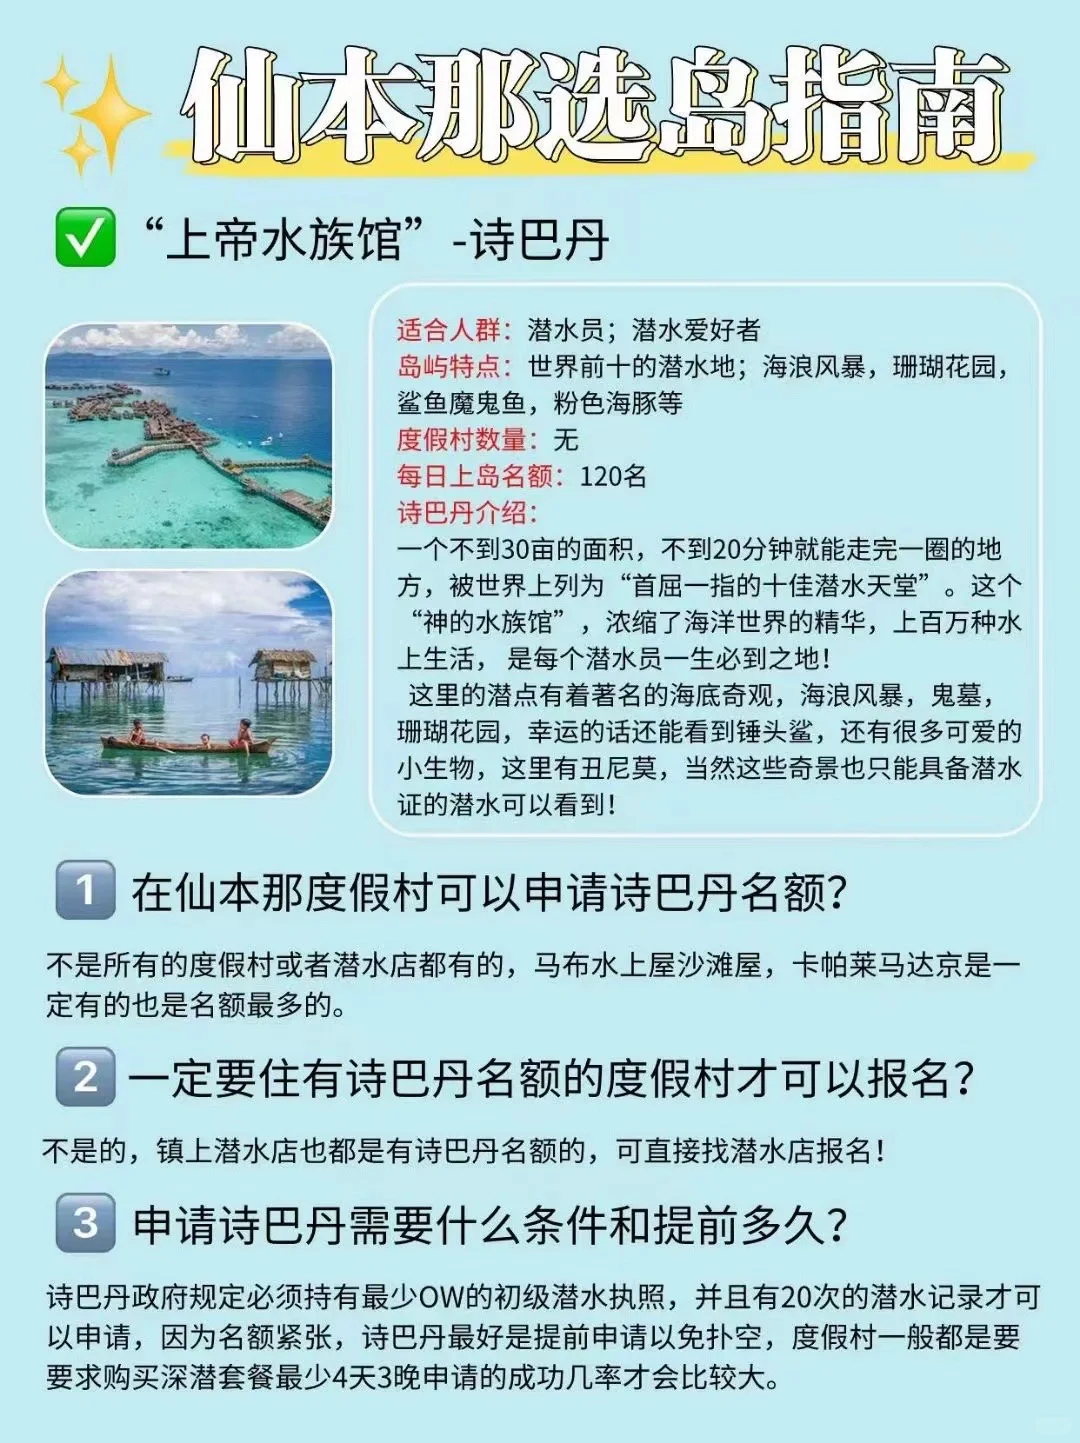 仙本那选岛指南
“上帝水族馆”-诗巴丹
适合人群：潜水员；潜水爱好者
岛屿特点：世界前十的潜水地；海浪风暴，珊瑚花园，
鲨鱼魔鬼鱼，粉色海豚等
度假村数量：无
每日上岛名额：120名
诗巴丹介绍：
一个不到30亩的面积，不到20分钟就能走完一圈的地
方，被世界上列为“首屈一指的十佳潜水天堂”。这个
“神的水族馆”，浓缩了海洋世界的精华，上百万种水
上生活， 是每个潜水员一生必到之地！
这里的潜点有着著名的海底奇观，海浪风暴，鬼墓，
珊瑚花园，幸运的话还能看到锤头鲨，还有很多可爱的
小生物，这里有丑尼莫，当然这些奇景也只能具备潜水
证的潜水可以看到！
1 在仙本那度假村可以申请诗巴丹名额？
不是所有的度假村或者潜水店都有的，马布水上屋沙滩屋，卡帕莱马达京是一
定有的也是名额最多的。
2 一定要住有诗巴丹名额的度假村才可以报名？
不是的，镇上潜水店也都是有诗巴丹名额的，可直接找潜水店报名！
3 申请诗巴丹需要什么条件和提前多久？
诗巴丹政府规定必须持有最少OW的初级潜水执照，并且有20次的潜水记录才可
以申请，因为名额紧张，诗巴丹最好是提前申请以免扑空，度假村一般都是要
要求购买深潜套餐最少4天3晚申请的成功几率才会比较大。